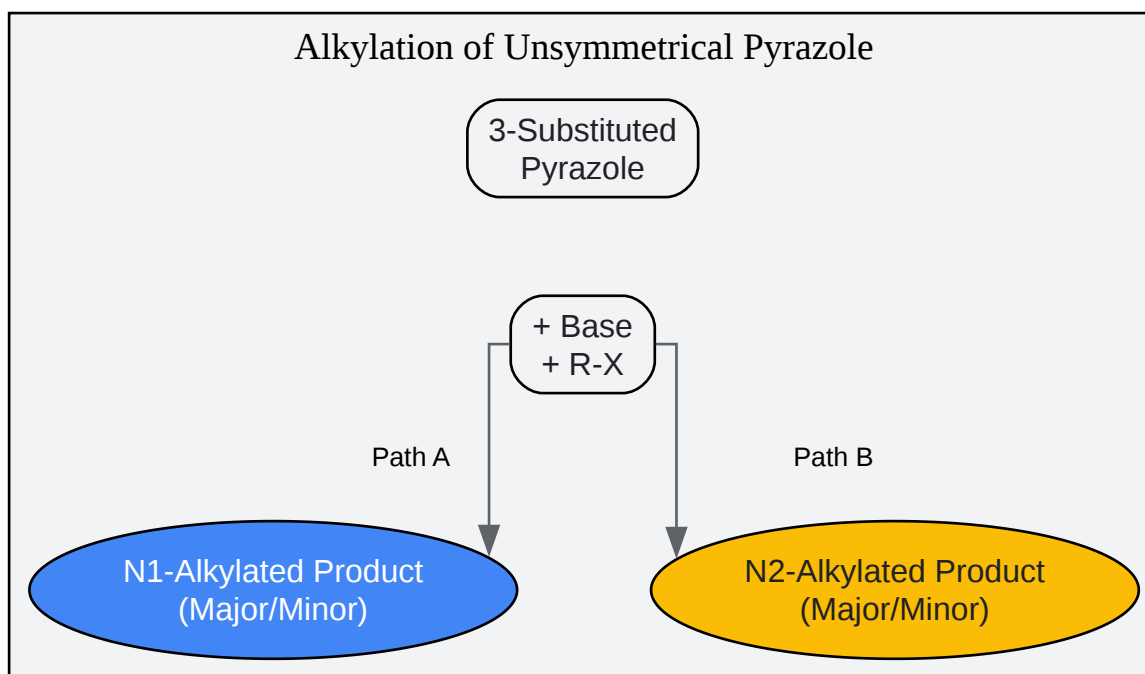 Alkylation of Unsymmetrical Pyrazole
3-Substituted
Pyrazole
+ Base
+ R-X
Path A
Path B
N1-Alkylated Product
(Major/Minor)
N2-Alkylated Product
(Major/Minor)